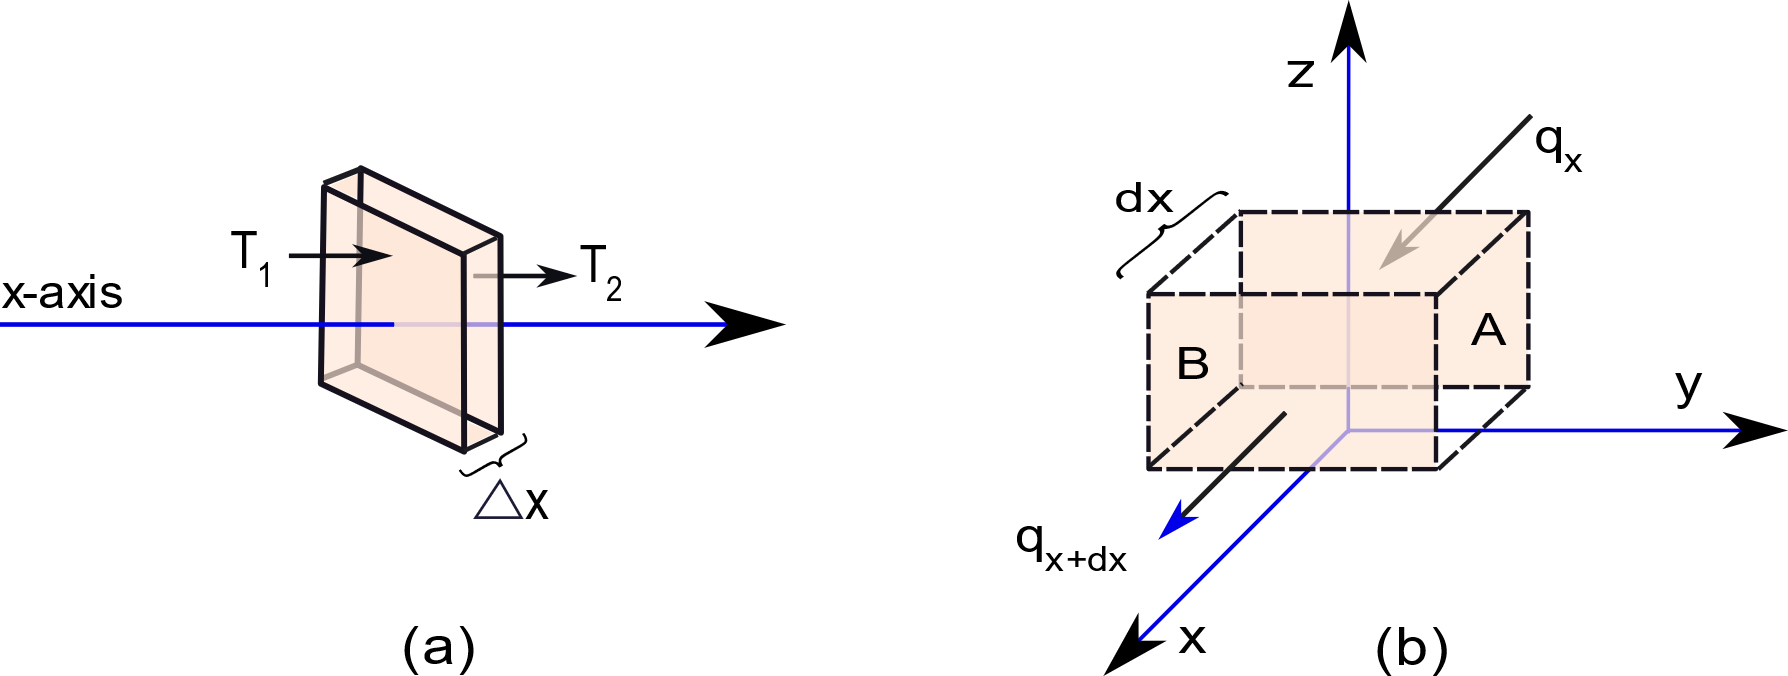 T₁
T₂
x-axis
△x
(a)
z
qₓ
dx
A
B
y
qₓ₊dx
x
(b)